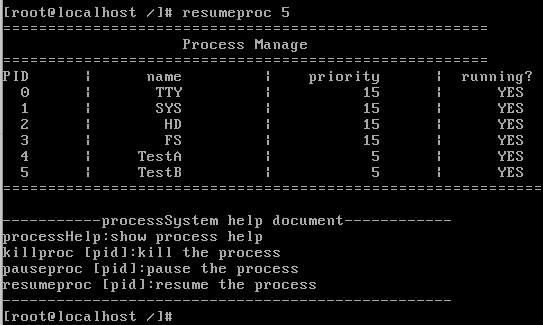 [root@localhost /]# resumeproc 5
=====================================================
Process Manage
=====================================================
PID ¦ name ¦ priority ¦ running?
0 ¦ TTY ¦ 15 ¦ YES
1 ¦ SYS ¦ 15 ¦ YES
2 ¦ HD ¦ 15 ¦ YES
3 ¦ FS ¦ 15 ¦ YES
4 ¦ TestA ¦ 5 ¦ YES
5 ¦ TestB ¦ 5 ¦ YES
===========================================================
-----------processSystem help document------------
processHelp:show process help
killproc [pid]:kill the process
pauseproc [pid]:pause the process
resumeproc [pid]:resume the process
--------------------------------------------------
[root@localhost /]#